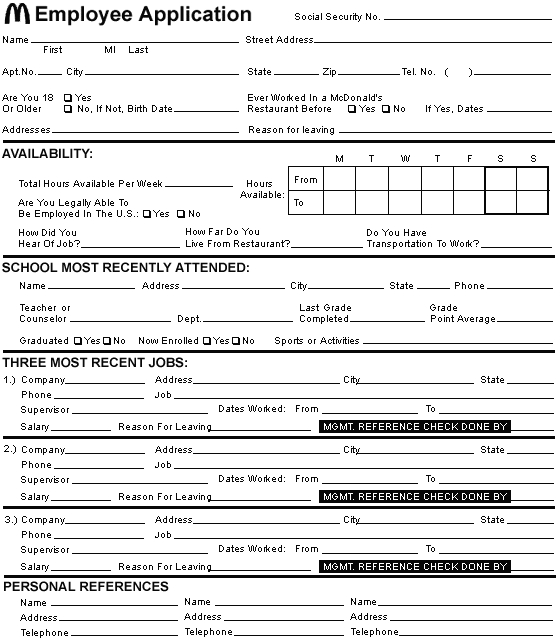 Employee Application Social Security No.
Name Street Address
First MI Last
Apt.No. City State Zip Tel. No. ( )
Are You 18 Yes Ever Worked In a McDonald's
Or Older No, If Not, Birth Date Restaurant Before Yes No If Yes, Dates
Addresses Reason for leaving
AVAILABILITY:
M T W T F S S
Total Hours Available Per Week Hours Available: From
To
Are You Legally Able To
Be Employed In The U.S.: Yes No
How Did You How Far Do You Do You Have
Hear Of Job? Live From Restaurant? Transportation To Work?
SCHOOL MOST RECENTLY ATTENDED:
Name Address City State Phone
Teacher or Last Grade Grade
Counselor Dept. Completed Point Average
Graduated Yes No Now Enrolled Yes No Sports or Activities
THREE MOST RECENT JOBS:
1.) Company Address City State
Phone Job
Supervisor Dates Worked: From To
Salary Reason For Leaving MGMT. REFERENCE CHECK DONE BY
2.) Company Address City State
Phone Job
Supervisor Dates Worked: From To
Salary Reason For Leaving MGMT. REFERENCE CHECK DONE BY
3.) Company Address City State
Phone Job
Supervisor Dates Worked: From To
Salary Reason For Leaving MGMT. REFERENCE CHECK DONE BY
PERSONAL REFERENCES
Name Name Name
Address Address Address
Telephone Telephone Telephone